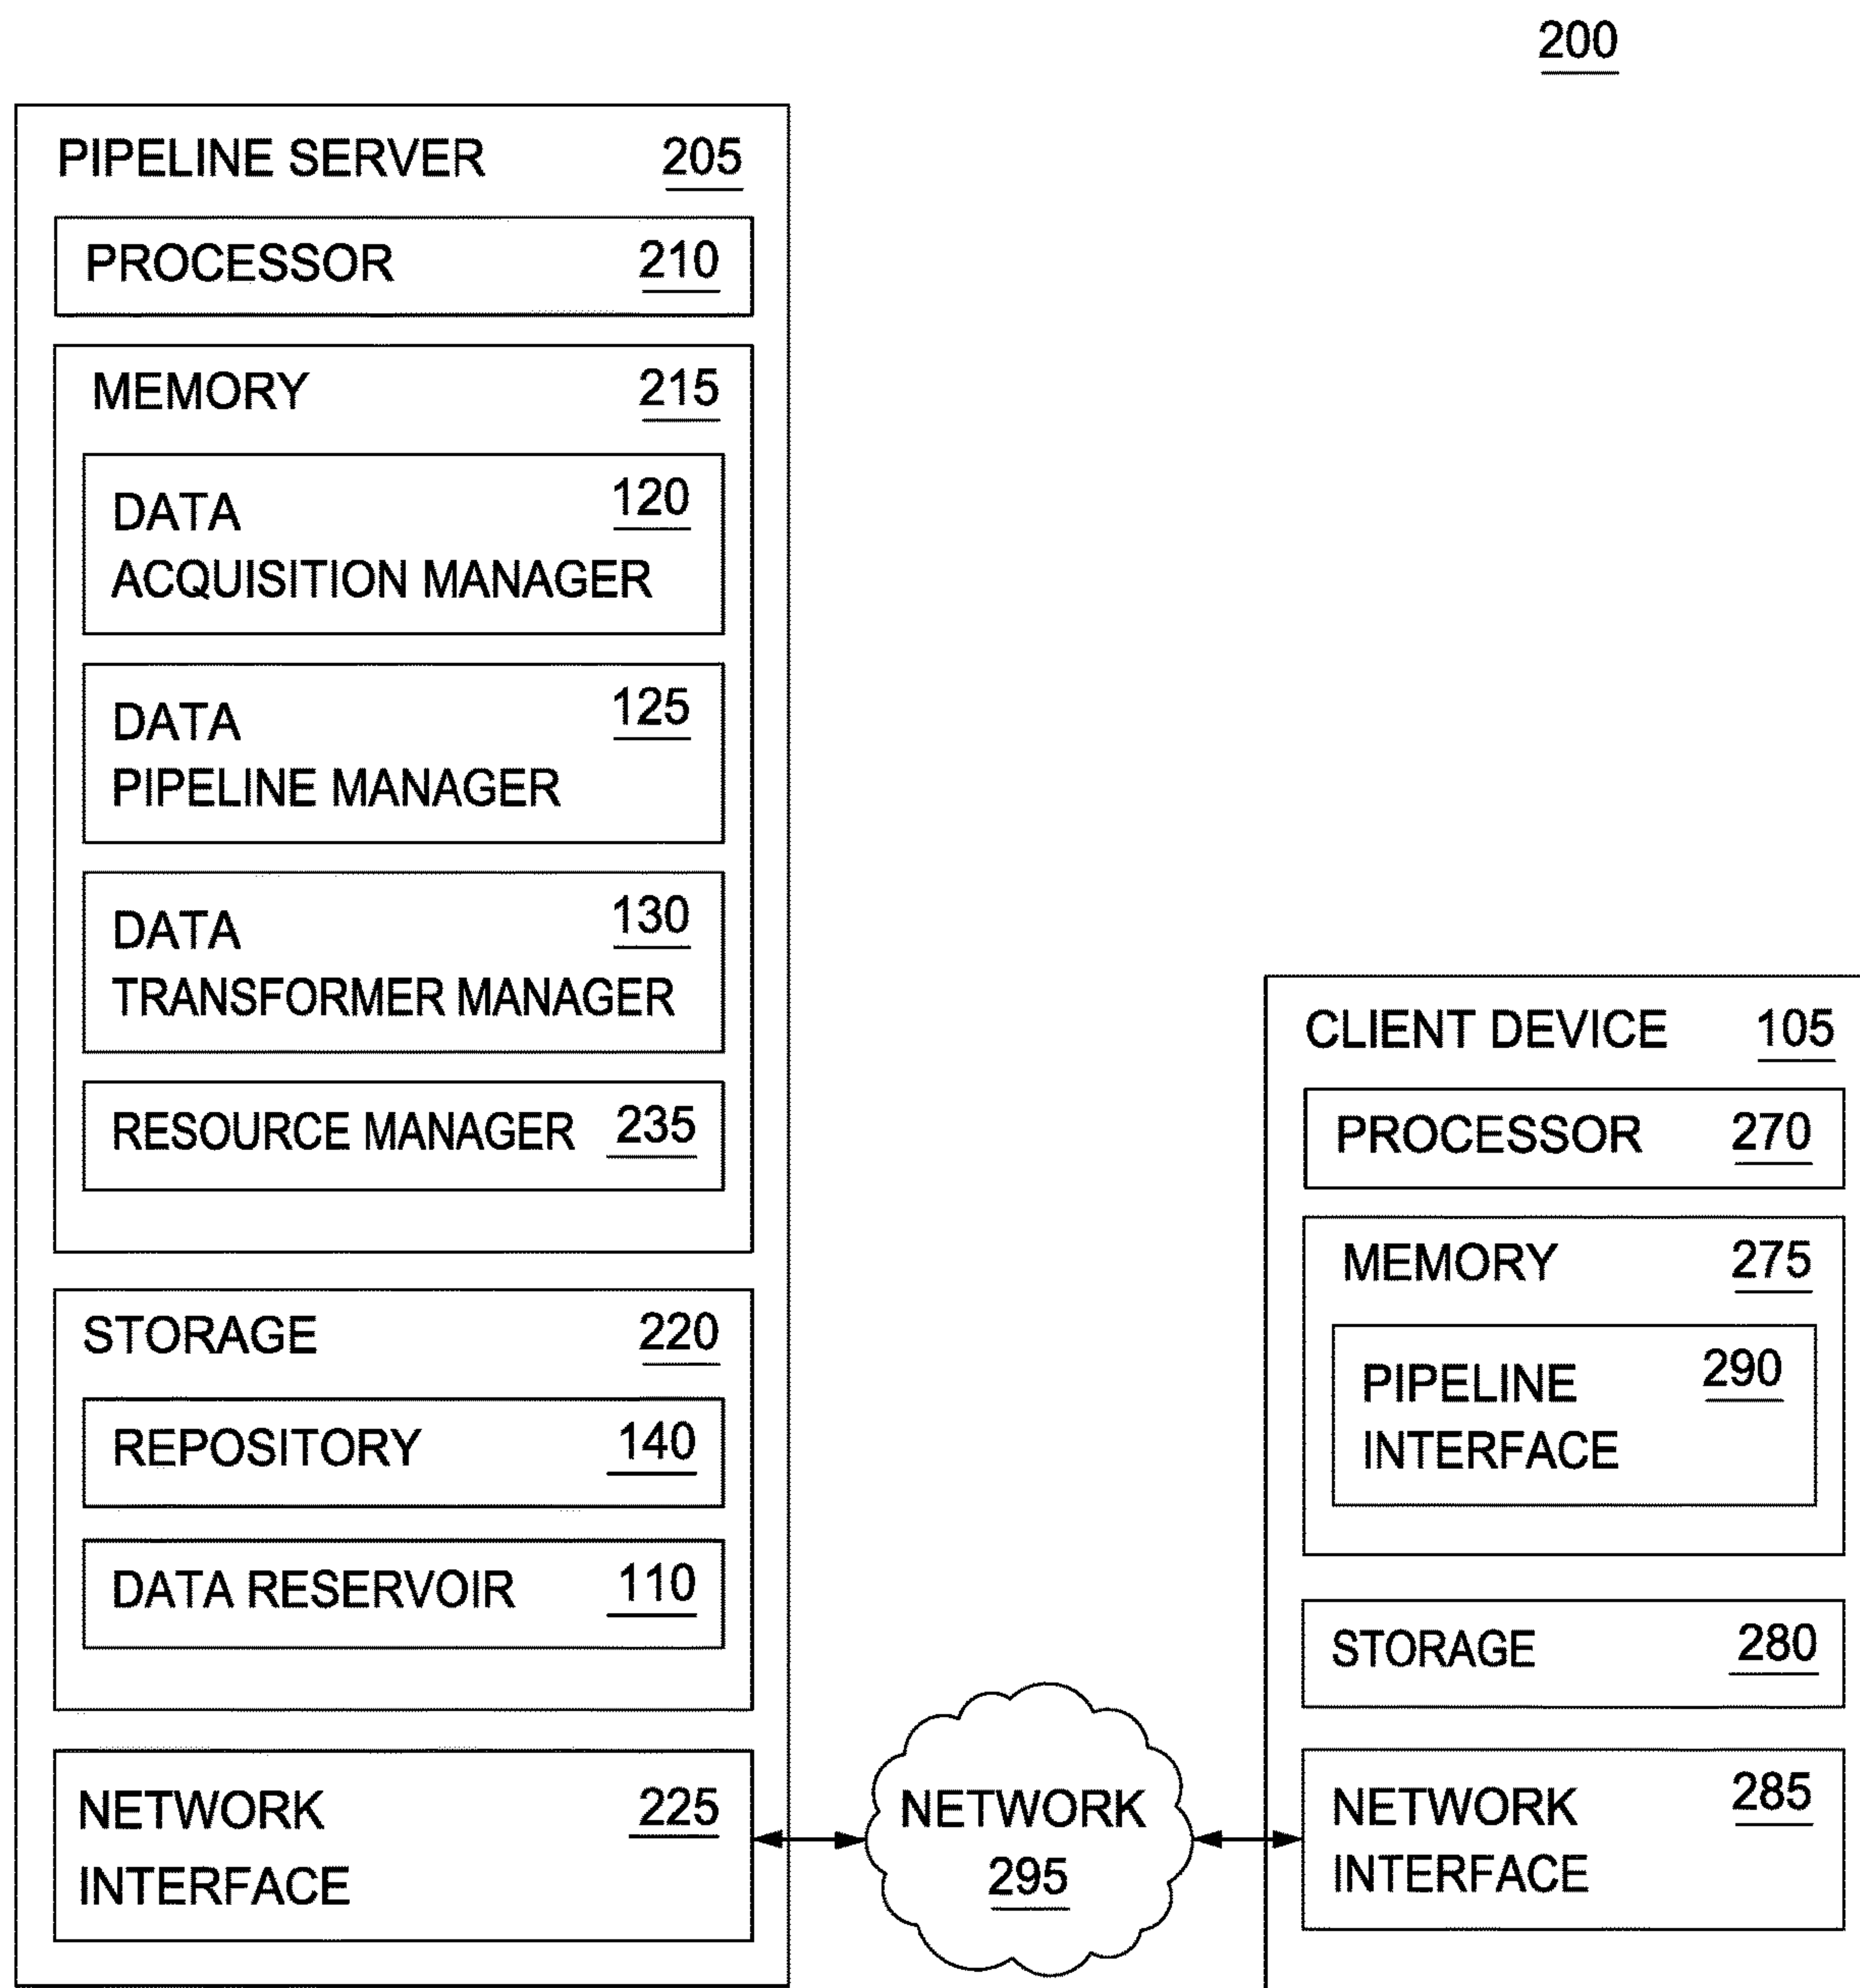 200
PIPELINE SERVER 205
PROCESSOR 210
MEMORY 215
DATA 120
ACQUISITION MANAGER
DATA 125
PIPELINE MANAGER
DATA 130
TRANSFORMER MANAGER
RESOURCE MANAGER 235
STORAGE 220
REPOSITORY 140
DATA RESERVOIR 110
NETWORK 225
INTERFACE
NETWORK
295
CLIENT DEVICE 105
PROCESSOR 270
MEMORY 275
PIPELINE 290
INTERFACE
STORAGE 280
NETWORK 285
INTERFACE